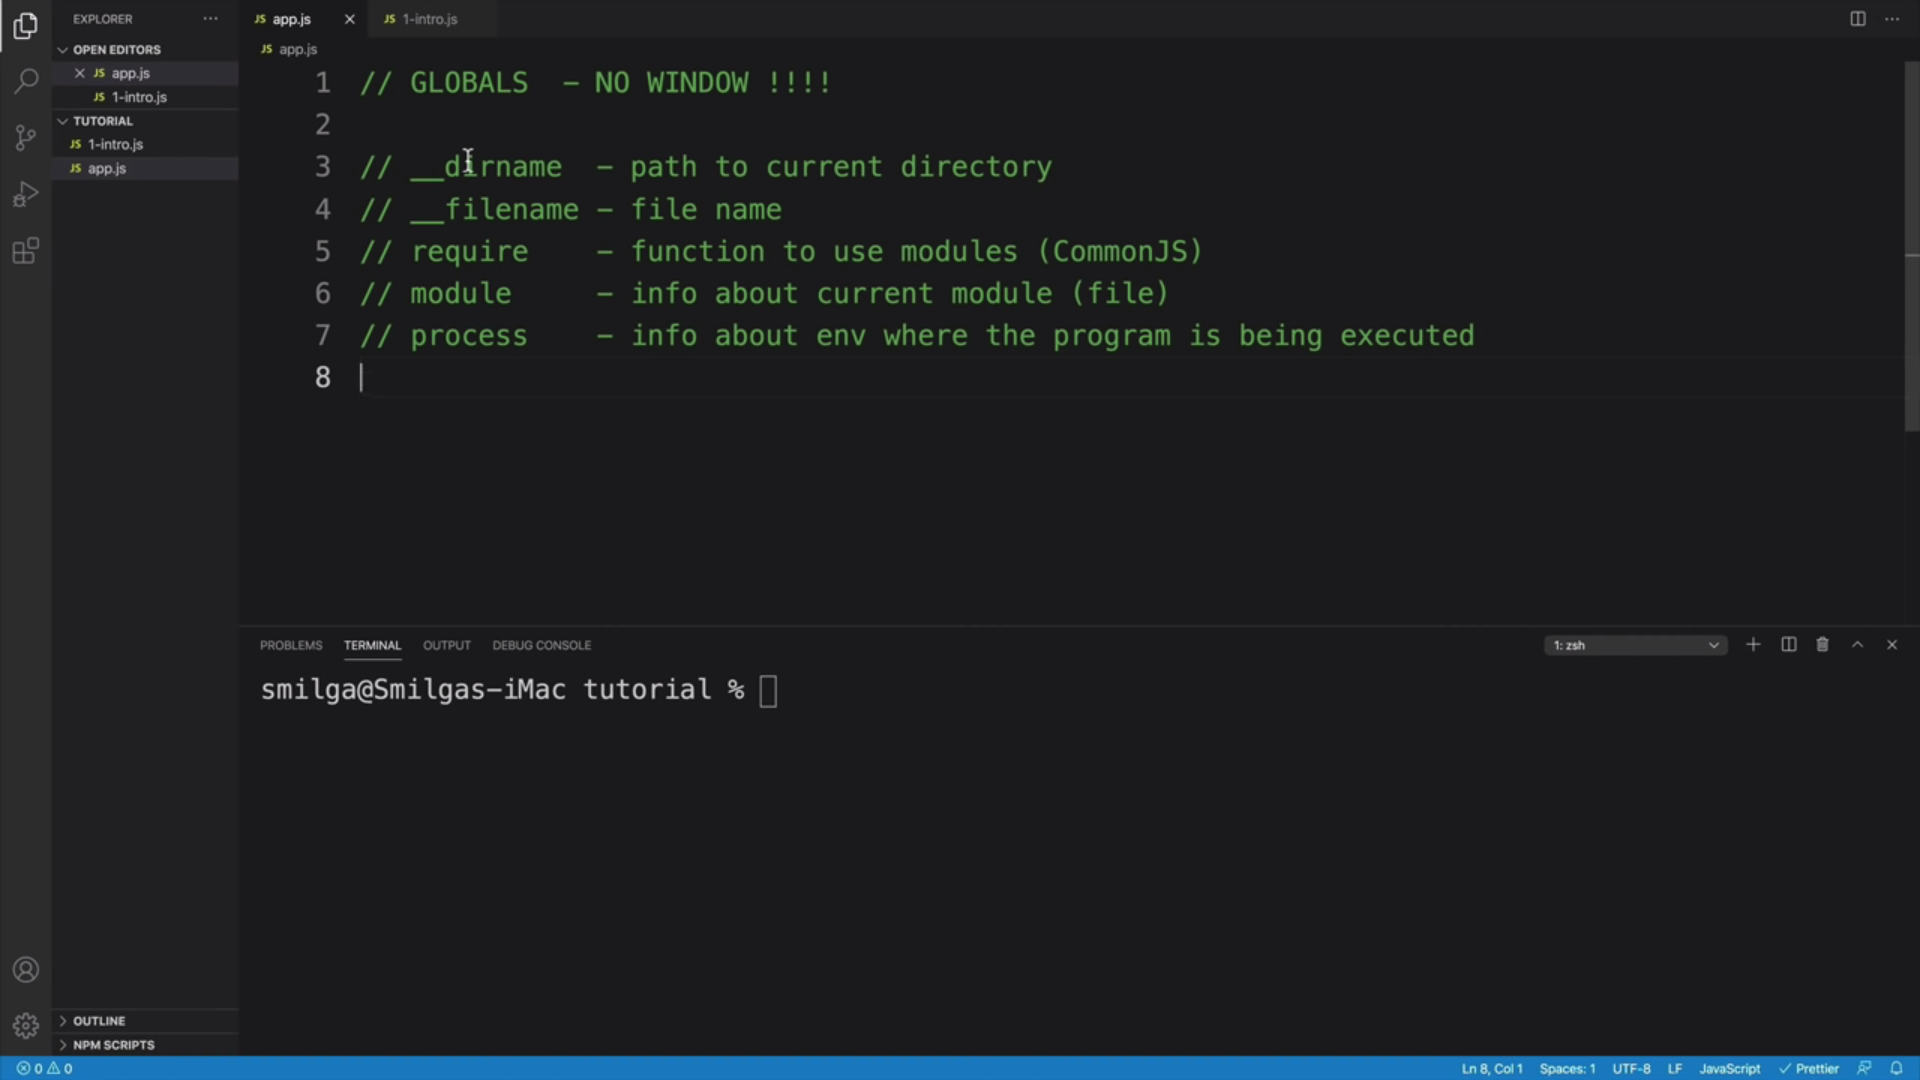 EXPLORER
OPEN EDITORS
JS app.js
JS 1-intro.js
TUTORIAL
JS 1-intro.js
JS app.js
OUTLINE
NPM SCRIPTS
JS app.js
JS 1-intro.js
JS app.js
1 // GLOBALS  - NO WINDOW !!!!
2
3 // __dirname  - path to current directory
4 // __filename - file name
5 // require    - function to use modules (CommonJS)
6 // module     - info about current module (file)
7 // process    - info about env where the program is being executed
8
PROBLEMS TERMINAL OUTPUT DEBUG CONSOLE 1: zsh
smilga@Smilgas-iMac tutorial %
0 0 Ln 8, Col 1 Spaces: 1 UTF-8 LF JavaScript Prettier